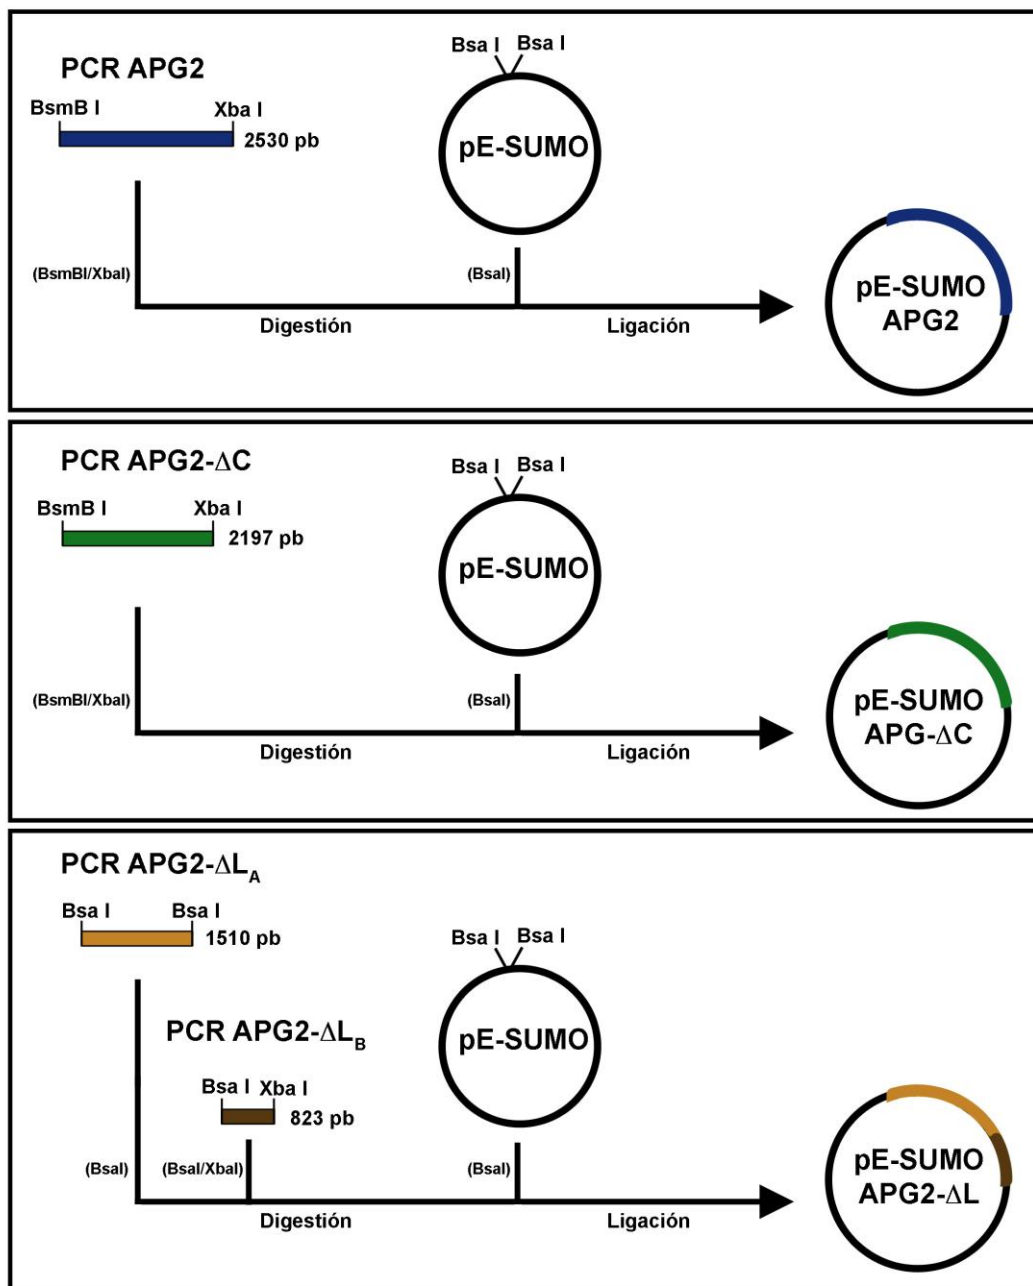 PCR APG2
BsmB I Xba I
2530 pb
Bsa I Bsa I
pE-SUMO
(BsmBI/XbaI)
(BsaI)
Digestión
Ligación
pE-SUMO
APG2
PCR APG2-ΔC
BsmB I Xba I
2197 pb
Bsa I Bsa I
pE-SUMO
(BsmBI/XbaI)
(BsaI)
Digestión
Ligación
pE-SUMO
APG-ΔC
PCR APG2-ΔL_A
Bsa I Bsa I
1510 pb
PCR APG2-ΔL_B
Bsa I Xba I
823 pb
Bsa I Bsa I
pE-SUMO
(BsaI)
(BsaI/XbaI)
(BsaI)
Digestión
Ligación
pE-SUMO
APG2-ΔL